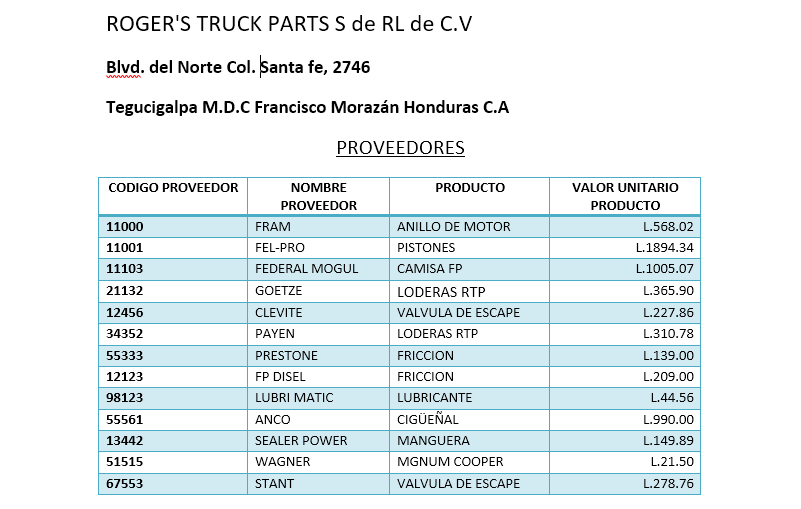 ROGER'S TRUCK PARTS S de RL de C.V
Blvd. del Norte Col. Santa fe, 2746
Tegucigalpa M.D.C Francisco Morazán Honduras C.A
PROVEEDORES
CODIGO PROVEEDOR NOMBRE PROVEEDOR PRODUCTO VALOR UNITARIO PRODUCTO
11000 FRAM ANILLO DE MOTOR L.568.02
11001 FEL-PRO PISTONES L.1894.34
11103 FEDERAL MOGUL CAMISA FP L.1005.07
21132 GOETZE LODERAS RTP L.365.90
12456 CLEVITE VALVULA DE ESCAPE L.227.86
34352 PAYEN LODERAS RTP L.310.78
55333 PRESTONE FRICCION L.139.00
12123 FP DISEL FRICCION L.209.00
98123 LUBRI MATIC LUBRICANTE L.44.56
55561 ANCO CIGÜEÑAL L.990.00
13442 SEALER POWER MANGUERA L.149.89
51515 WAGNER MGNUM COOPER L.21.50
67553 STANT VALVULA DE ESCAPE L.278.76